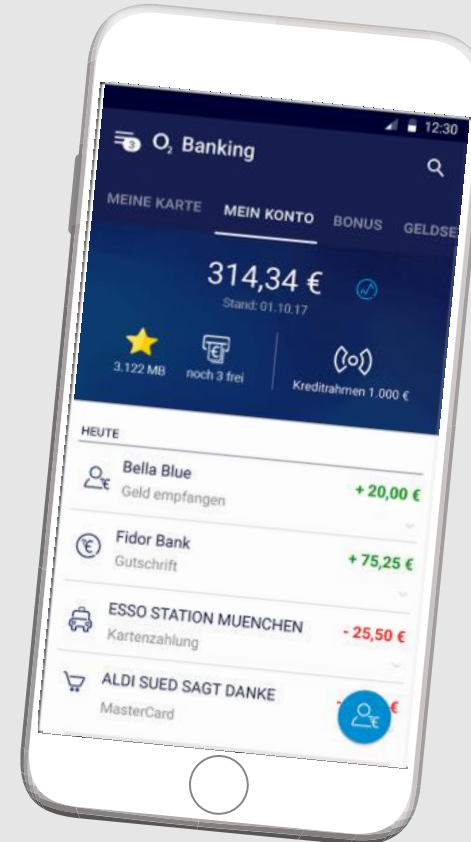 12:30
3
O₂ Banking
MEINE KARTE MEIN KONTO BONUS GELDSE
314,34 €
Stand: 01.10.17
3.122 MB noch 3 frei Kreditrahmen 1.000 €
HEUTE
Bella Blue
Geld empfangen
+ 20,00 €
Fidor Bank
Gutschrift
+ 75,25 €
ESSO STATION MUENCHEN
Kartenzahlung
- 25,50 €
ALDI SUED SAGT DANKE
MasterCard
- €